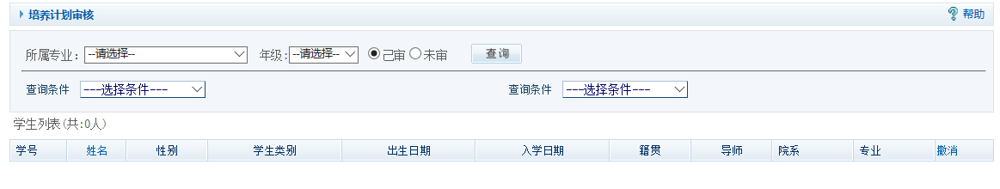 培养计划审核 帮助
所属专业： --请选择-- 年级: --请选择-- 己审 未审 查询
查询条件 ---选择条件--- 查询条件 ---选择条件---
学生列表(共:0人)
学号 姓名 性别 学生类别 出生日期 入学日期 籍贯 导师 院系 专业 撤消